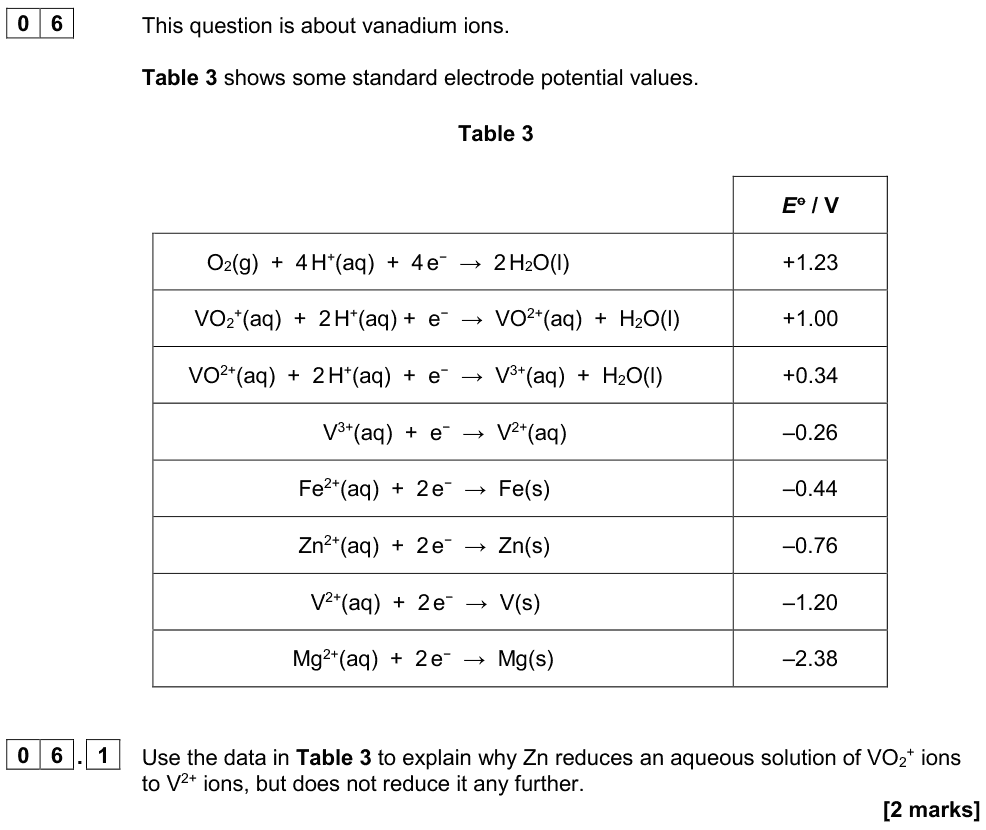 0 6 This question is about vanadium ions.
Table 3 shows some standard electrode potential values.
Table 3
E⦵ / V
O₂(g) + 4 H⁺(aq) + 4 e⁻ → 2 H₂O(l) +1.23
VO₂⁺(aq) + 2 H⁺(aq) + e⁻ → VO²⁺(aq) + H₂O(l) +1.00
VO²⁺(aq) + 2 H⁺(aq) + e⁻ → V³⁺(aq) + H₂O(l) +0.34
V³⁺(aq) + e⁻ → V²⁺(aq) –0.26
Fe²⁺(aq) + 2 e⁻ → Fe(s) –0.44
Zn²⁺(aq) + 2 e⁻ → Zn(s) –0.76
V²⁺(aq) + 2 e⁻ → V(s) –1.20
Mg²⁺(aq) + 2 e⁻ → Mg(s) –2.38
0 6 . 1 Use the data in Table 3 to explain why Zn reduces an aqueous solution of VO₂⁺ ions
to V²⁺ ions, but does not reduce it any further.
[2 marks]